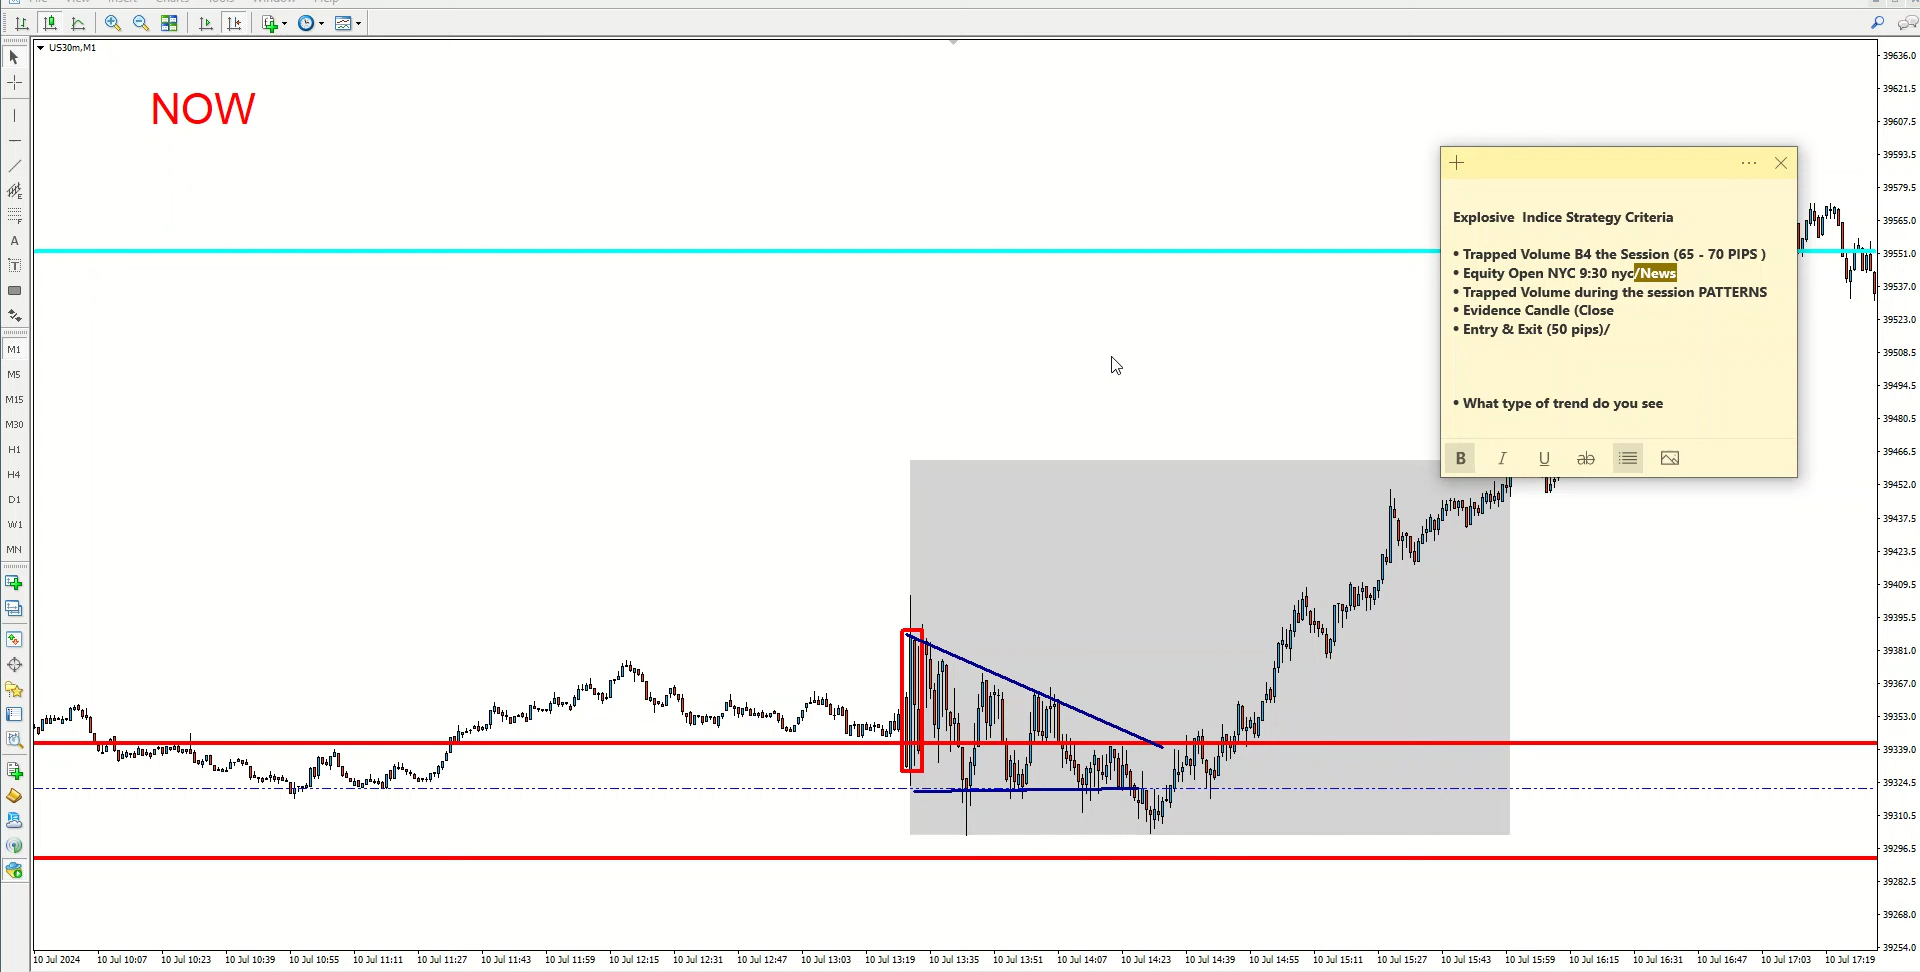 US30m,M1
NOW
Explosive Indice Strategy Criteria
• Trapped Volume B4 the Session (65 - 70 PIPS )
• Equity Open NYC 9:30 nyc/News
• Trapped Volume during the session PATTERNS
• Evidence Candle (Close
• Entry & Exit (50 pips)/
• What type of trend do you see
B I U ab
A
T
M1
M5
M15
M30
H1
H4
D1
W1
MN
39636.0
39621.5
39607.5
39593.5
39579.5
39565.0
39551.0
39537.0
39523.0
39508.5
39494.5
39480.5
39466.5
39452.0
39437.5
39423.5
39409.5
39395.5
39381.0
39367.0
39353.0
39339.0
39324.5
39310.5
39296.5
39282.5
39268.0
39254.0
10 Jul 2024 10 Jul 10:07 10 Jul 10:23 10 Jul 10:39 10 Jul 10:55 10 Jul 11:11 10 Jul 11:27 10 Jul 11:43 10 Jul 11:59 10 Jul 12:15 10 Jul 12:31 10 Jul 12:47 10 Jul 13:03 10 Jul 13:19 10 Jul 13:35 10 Jul 13:51 10 Jul 14:07 10 Jul 14:23 10 Jul 14:39 10 Jul 14:55 10 Jul 15:11 10 Jul 15:27 10 Jul 15:43 10 Jul 15:59 10 Jul 16:15 10 Jul 16:31 10 Jul 16:47 10 Jul 17:03 10 Jul 17:19